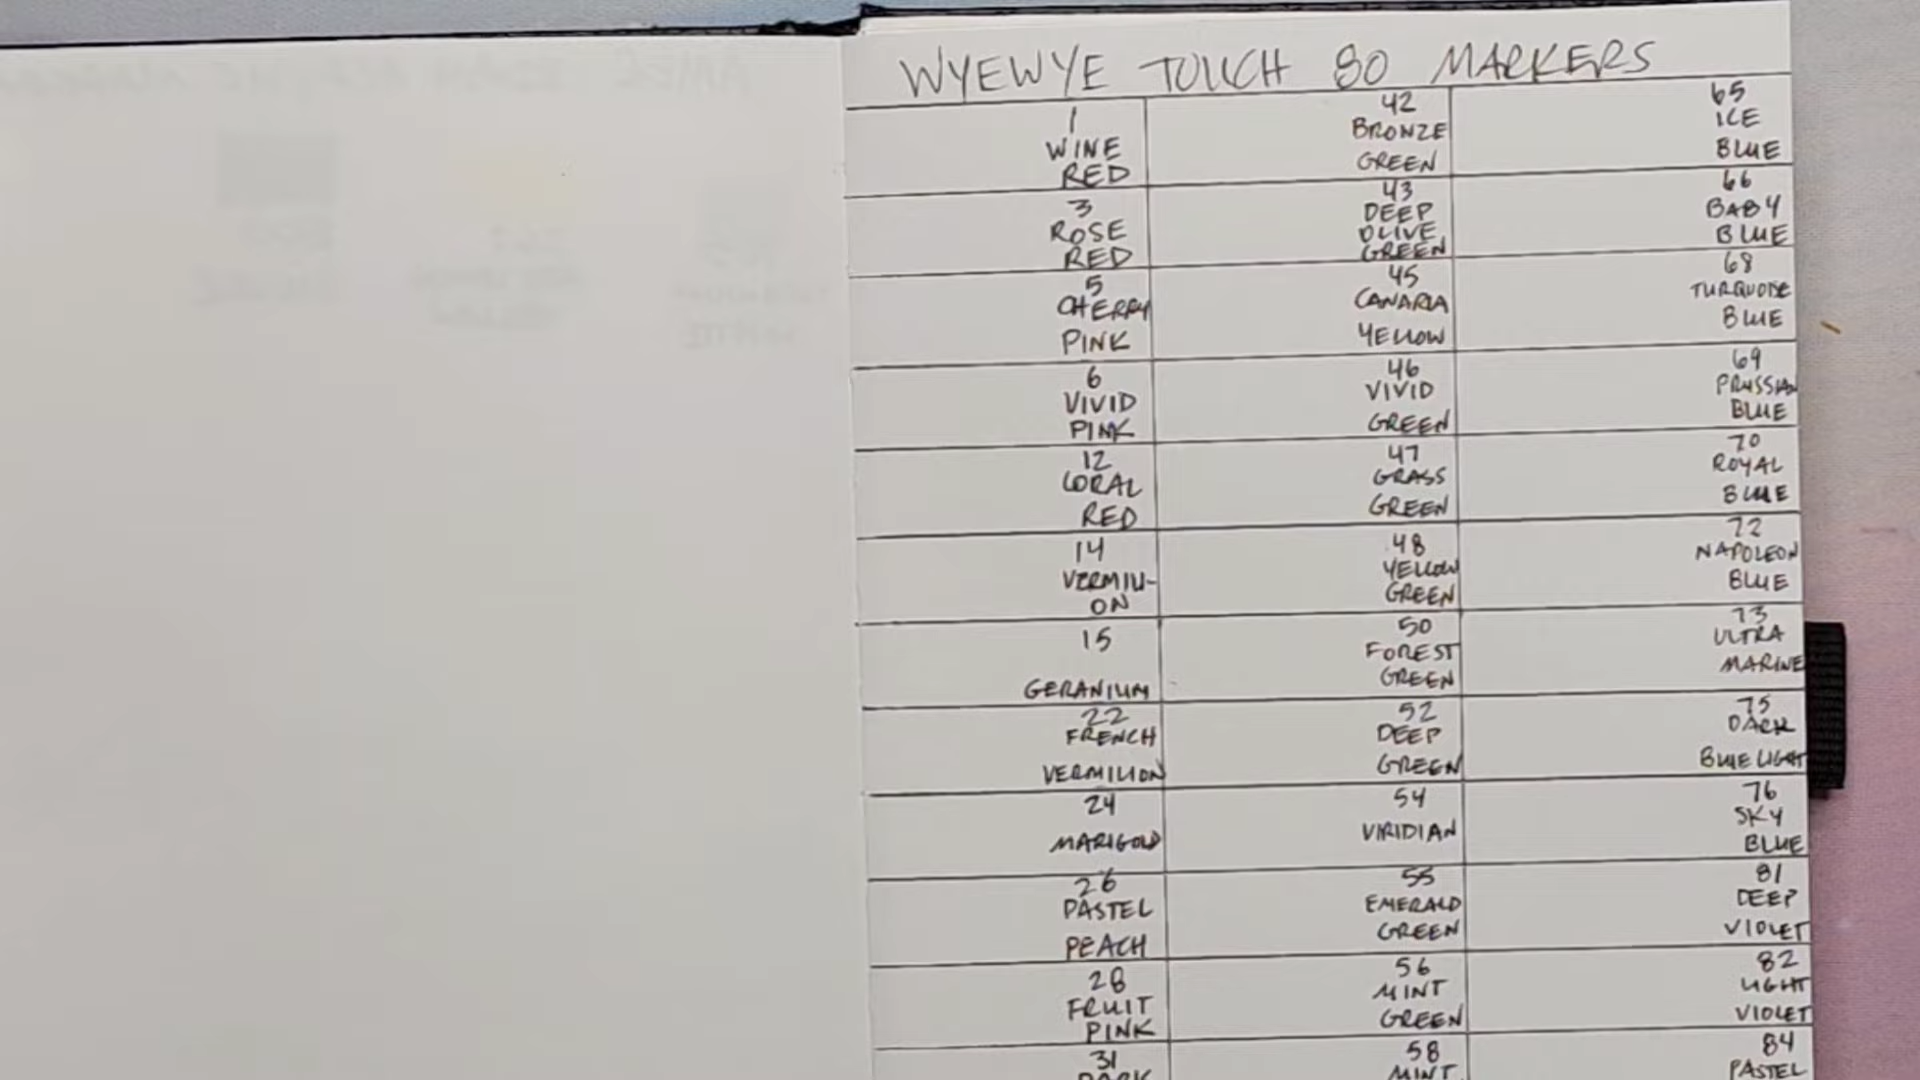 WYEWYE TOUCH 80 MARKERS
1
WINE
RED
42
BRONZE
GREEN
65
ICE
BLUE
3
ROSE
RED
43
DEEP
OLIVE
GREEN
66
BABY
BLUE
5
CHERRY
PINK
45
CANARIA
YELLOW
68
TURQUOISE
BLUE
6
VIVID
PINK
46
VIVID
GREEN
69
PRUSSIAN
BLUE
12
CORAL
RED
47
GRASS
GREEN
70
ROYAL
BLUE
14
VERMILI-
ON
48
YELLOW
GREEN
72
NAPOLEON
BLUE
15
GERANIUM
50
FOREST
GREEN
73
ULTRA
MARINE
22
FRENCH
VERMILION
52
DEEP
GREEN
75
DARK
BLUE LIGHT
24
MARIGOLD
54
VIRIDIAN
76
SKY
BLUE
26
PASTEL
PEACH
55
EMERALD
GREEN
81
DEEP
VIOLET
28
FRUIT
PINK
56
MINT
GREEN
82
LIGHT
VIOLET
31
DARK
58
MINT
84
PASTEL